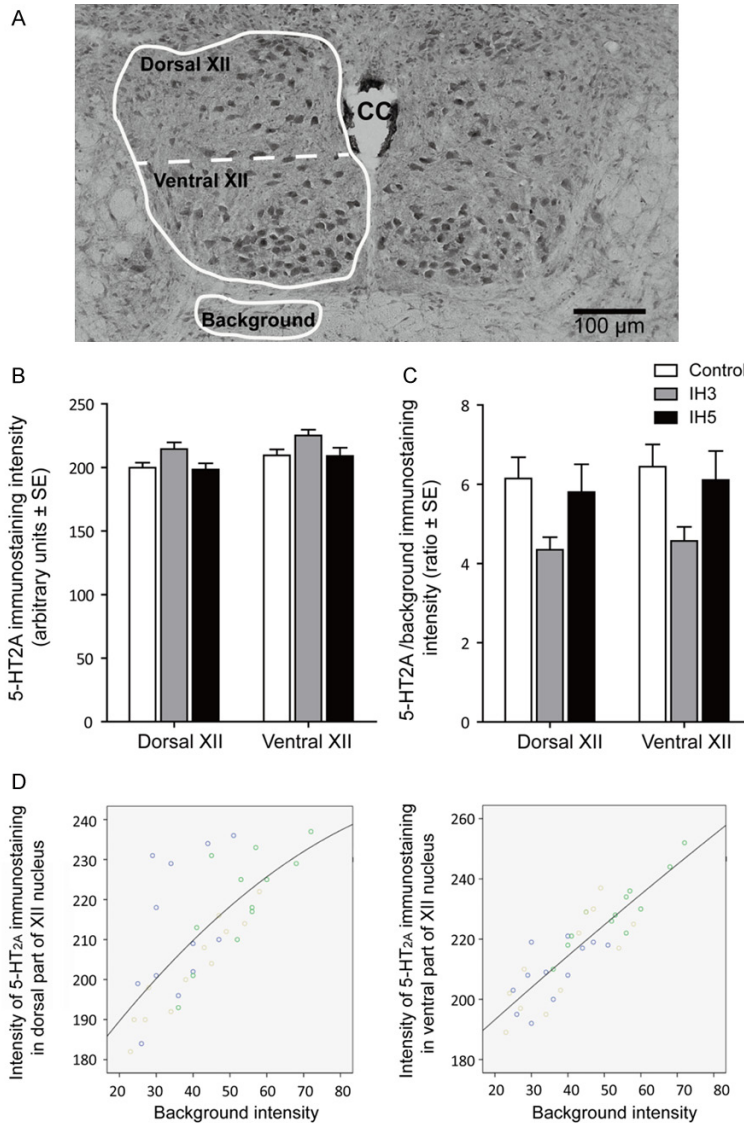 A
Dorsal XII
CC
Ventral XII
Background
100 µm
B
5-HT2A immunostaining intensity
(arbitrary units ± SE)
250
200
150
100
50
0
Dorsal XII Ventral XII
C
Control
IH3
IH5
5-HT2A /background immunostaining
intensity (ratio ± SE)
8
6
4
2
0
Dorsal XII Ventral XII
D
Intensity of 5-HT2A immunostaining
in dorsal part of XII nucleus
240
230
220
210
200
190
180
20 30 40 50 60 70 80
Background intensity
Intensity of 5-HT2A immunostaining
in ventral part of XII nucleus
260
240
220
200
180
20 30 40 50 60 70 80
Background intensity